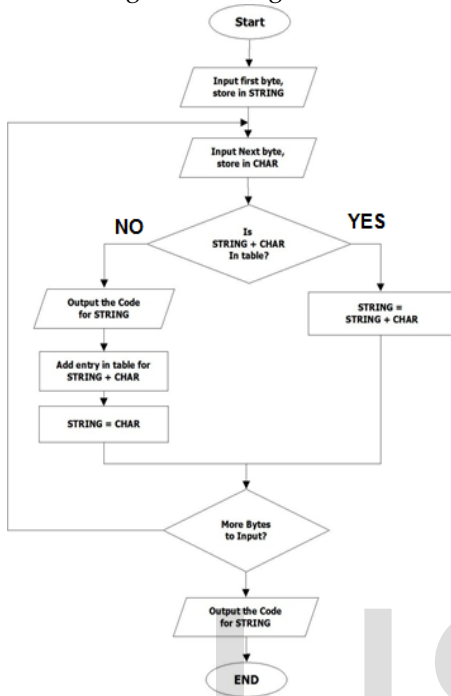 Start
Input first byte,
store in STRING
Input Next byte,
store in CHAR
NO
YES
Is
STRING + CHAR
In table?
Output the Code
for STRING
STRING =
STRING + CHAR
Add entry in table for
STRING + CHAR
STRING = CHAR
More Bytes
to Input?
Output the Code
for STRING
END